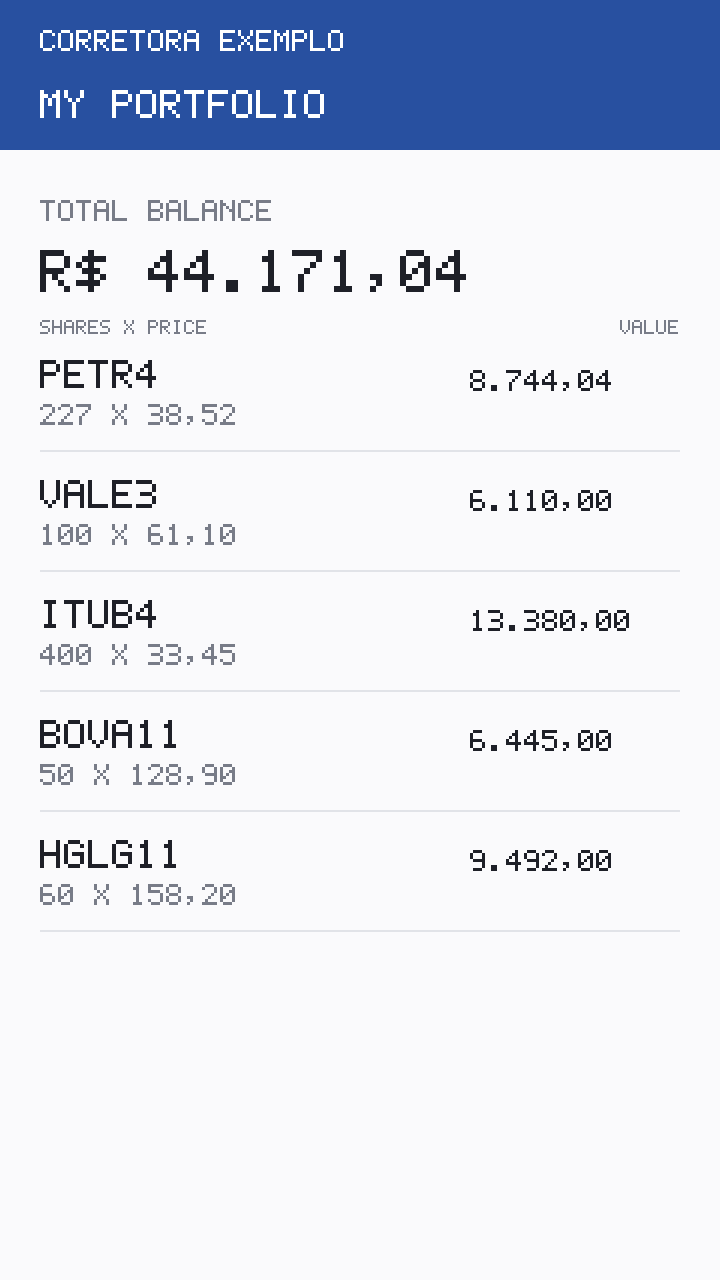 CORRETORA EXEMPLO
MY PORTFOLIO
TOTAL BALANCE
R$ 44.171,04
SHARES X PRICE VALUE
PETR4 8.744,04
227 X 38,52
VALE3 6.110,00
100 X 61,10
ITUB4 13.380,00
400 X 33,45
BOVA11 6.445,00
50 X 128,90
HGLG11 9.492,00
60 X 158,20